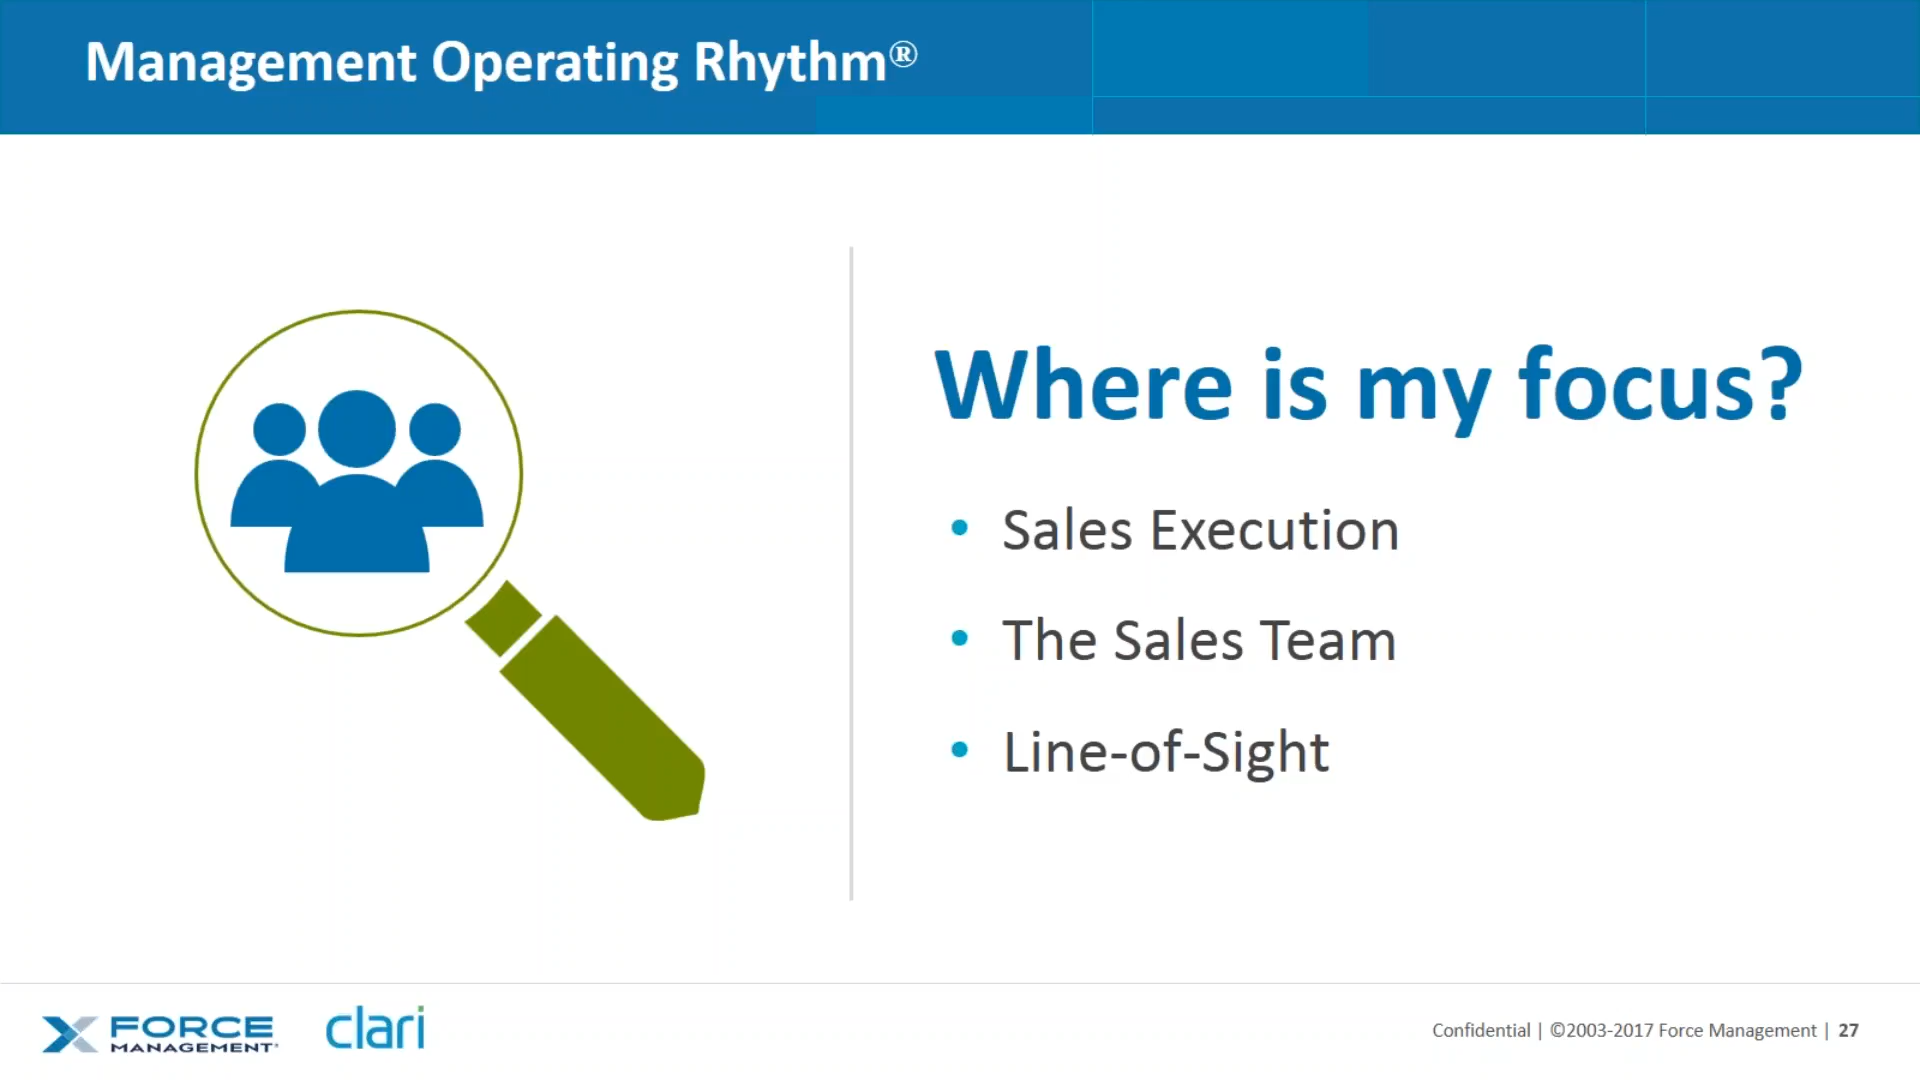 Management Operating Rhythm®
Where is my focus?
• Sales Execution
• The Sales Team
• Line-of-Sight
FORCE
MANAGEMENT
clari
Confidential | ©2003-2017 Force Management | 27